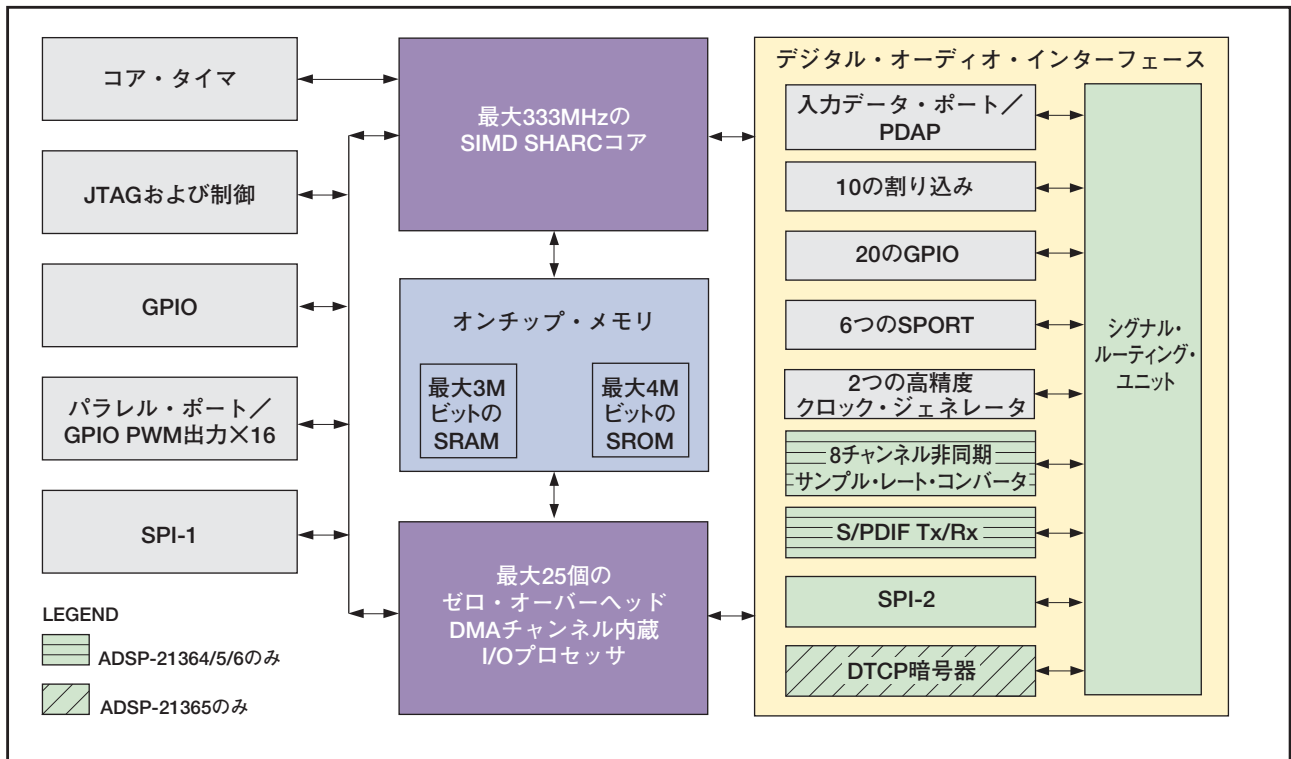 コア・タイマ
JTAGおよび制御
GPIO
パラレル・ポート／
GPIO PWM出力×16
SPI-1
LEGEND
ADSP-21364/5/6のみ
ADSP-21365のみ
最大333MHzの
SIMD SHARCコア
オンチップ・メモリ
最大3M
ビットの
SRAM
最大4M
ビットの
SROM
最大25個の
ゼロ・オーバーヘッド
DMAチャンネル内蔵
I/Oプロセッサ
デジタル・オーディオ・インターフェース
入力データ・ポート／
PDAP
10の割り込み
20のGPIO
6つのSPORT
2つの高精度
クロック・ジェネレータ
8チャンネル非同期
サンプル・レート・コンバータ
S/PDIF Tx/Rx
SPI-2
DTCP暗号器
シグナル・
ルーティング・
ユニット